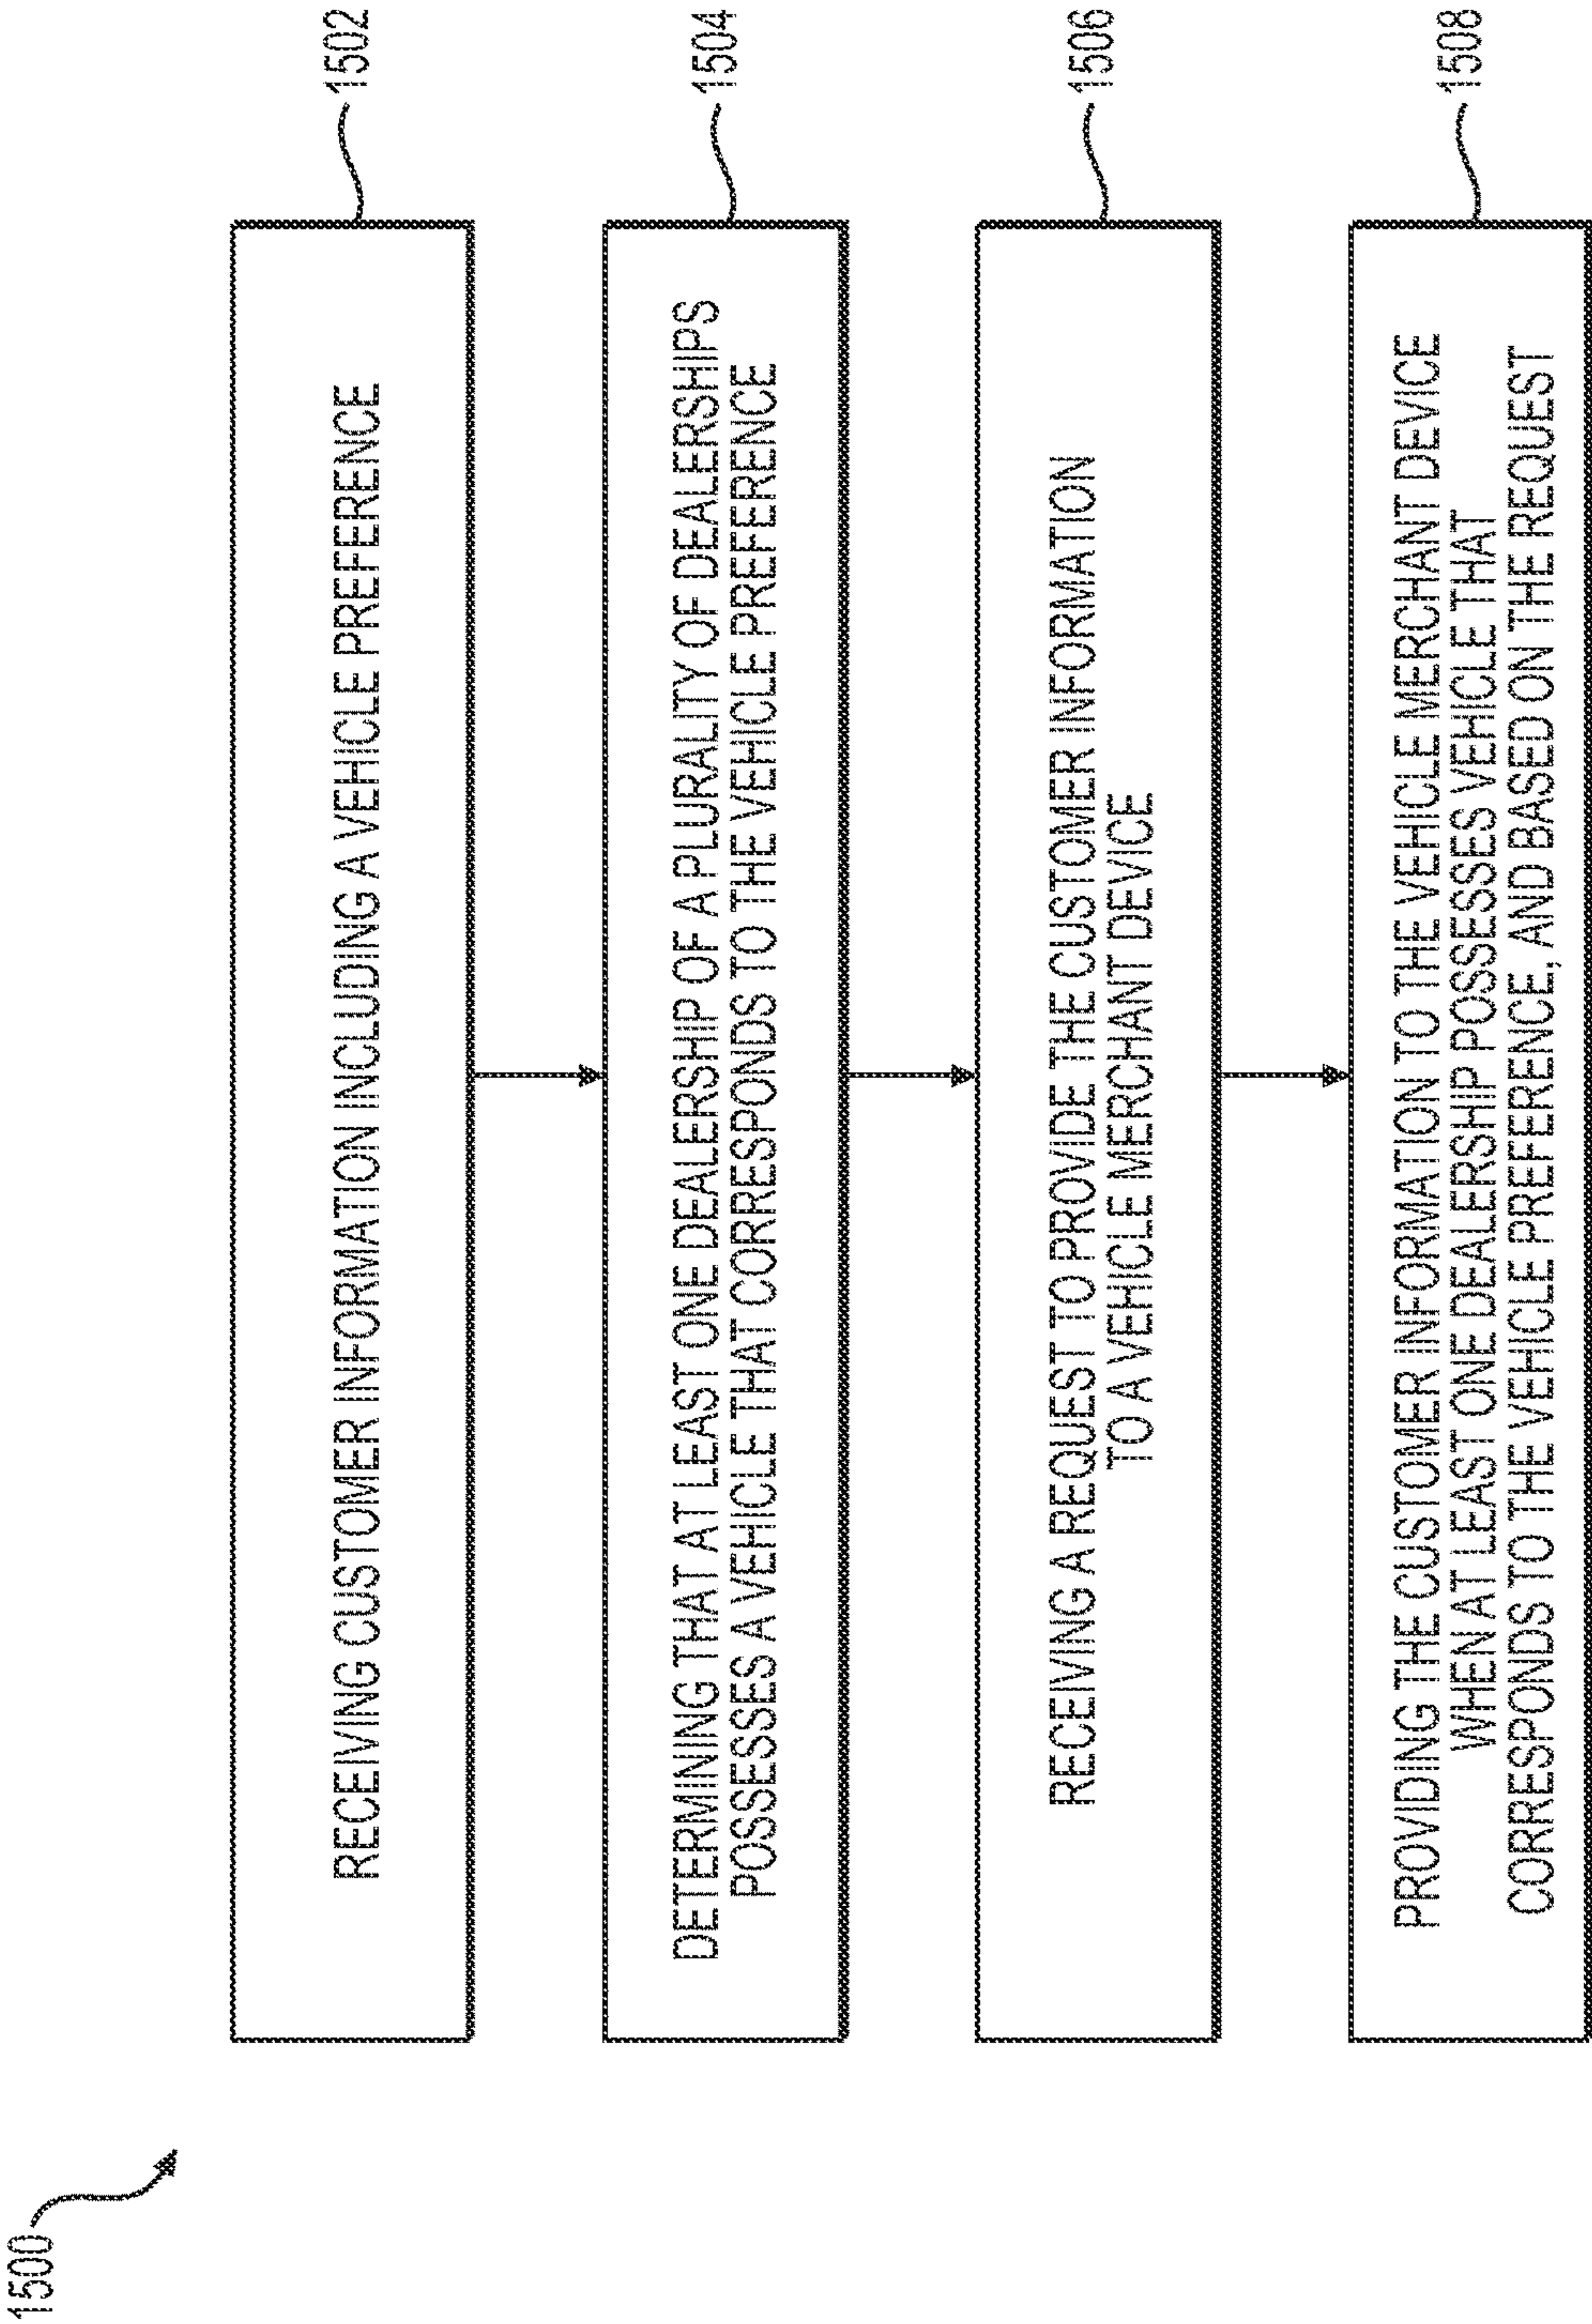 1500
RECEIVING CUSTOMER INFORMATION INCLUDING A VEHICLE PREFERENCE
1502
DETERMINING THAT AT LEAST ONE DEALERSHIP OF A PLURALITY OF DEALERSHIPS
POSSESSES A VEHICLE THAT CORRESPONDS TO THE VEHICLE PREFERENCE
1504
RECEIVING A REQUEST TO PROVIDE THE CUSTOMER INFORMATION
TO A VEHICLE MERCHANT DEVICE
1506
PROVIDING THE CUSTOMER INFORMATION TO THE VEHICLE MERCHANT DEVICE
WHEN AT LEAST ONE DEALERSHIP POSSESSES VEHICLE THAT
CORRESPONDS TO THE VEHICLE PREFERENCE, AND BASED ON THE REQUEST
1508